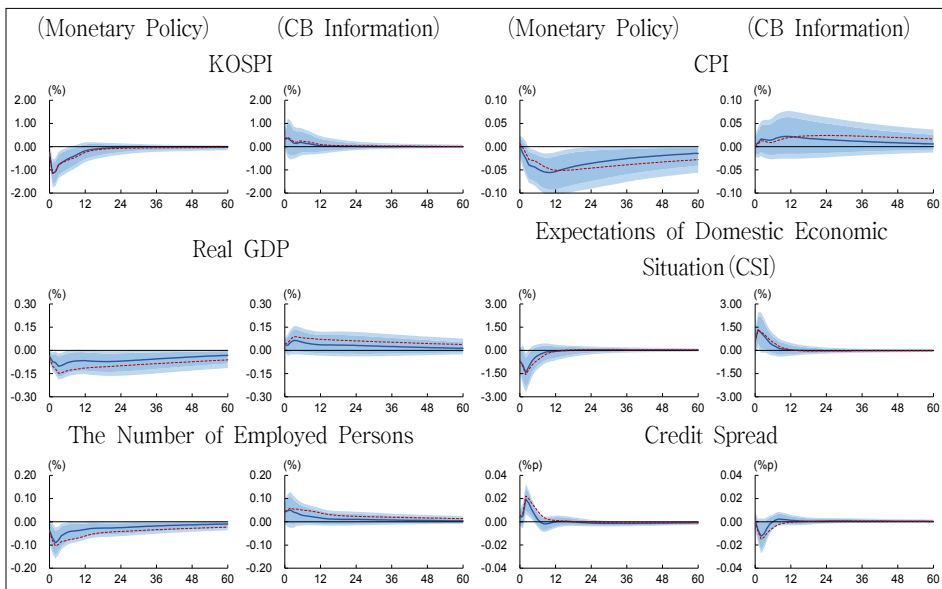 (Monetary Policy) (CB Information) (Monetary Policy) (CB Information)
KOSPI CPI
(%) (%) (%) (%)
2.00 2.00 0.10 0.10
1.00 1.00 0.05 0.05
0.00 0.00 0.00 0.00
-1.00 -1.00 -0.05 -0.05
-2.00 -2.00 -0.10 -0.10
0 12 24 36 48 60 0 12 24 36 48 60 0 12 24 36 48 60 0 12 24 36 48 60
Real GDP
Expectations of Domestic Economic
Situation(CSI)
(%) (%) (%) (%)
0.30 0.30 3.00 3.00
0.15 0.15 1.50 1.50
0.00 0.00 0.00 0.00
-0.15 -0.15 -1.50 -1.50
-0.30 -0.30 -3.00 -3.00
0 12 24 36 48 60 0 12 24 36 48 60 0 12 24 36 48 60 0 12 24 36 48 60
The Number of Employed Persons Credit Spread
(%) (%) (%p) (%p)
0.20 0.20 0.04 0.04
0.10 0.10 0.02 0.02
0.00 0.00 0.00 0.00
-0.10 -0.10 -0.02 -0.02
-0.20 -0.20 -0.04 -0.04
0 12 24 36 48 60 0 12 24 36 48 60 0 12 24 36 48 60 0 12 24 36 48 60